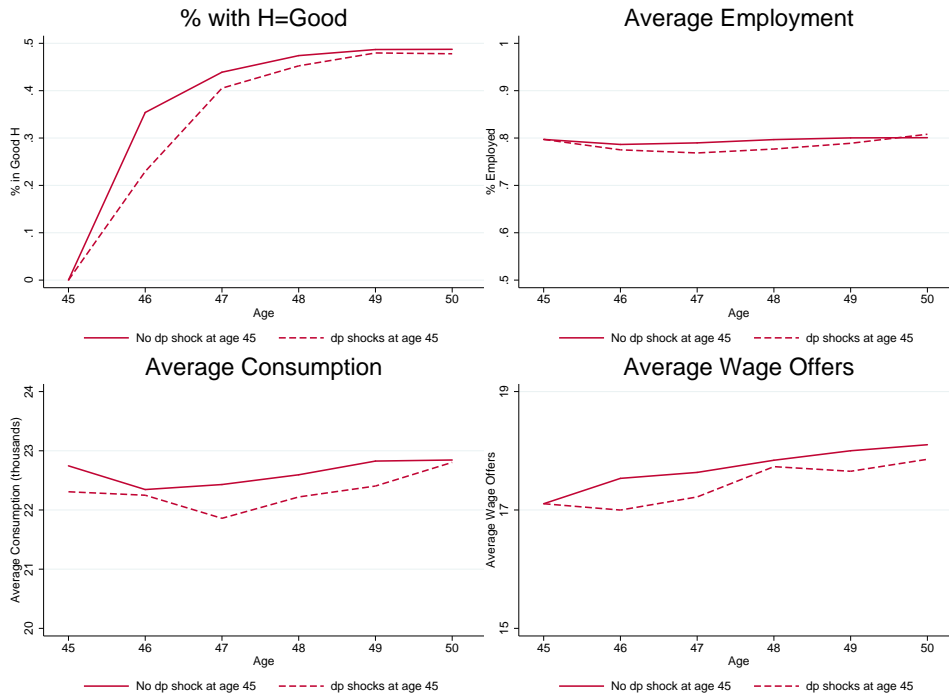 % with H=Good
% in Good H
.5
.4
.3
.2
.1
0
45 46 47 48 49 50
Age
No dp shock at age 45 dp shocks at age 45
Average Employment
% Employed
1
.9
.8
.7
.6
.5
45 46 47 48 49 50
Age
No dp shock at age 45 dp shocks at age 45
Average Consumption
Average Consumption (thousands)
24
23
22
21
20
45 46 47 48 49 50
Age
No dp shock at age 45 dp shocks at age 45
Average Wage Offers
Average Wage Offers
19
17
15
45 46 47 48 49 50
Age
No dp shock at age 45 dp shocks at age 45